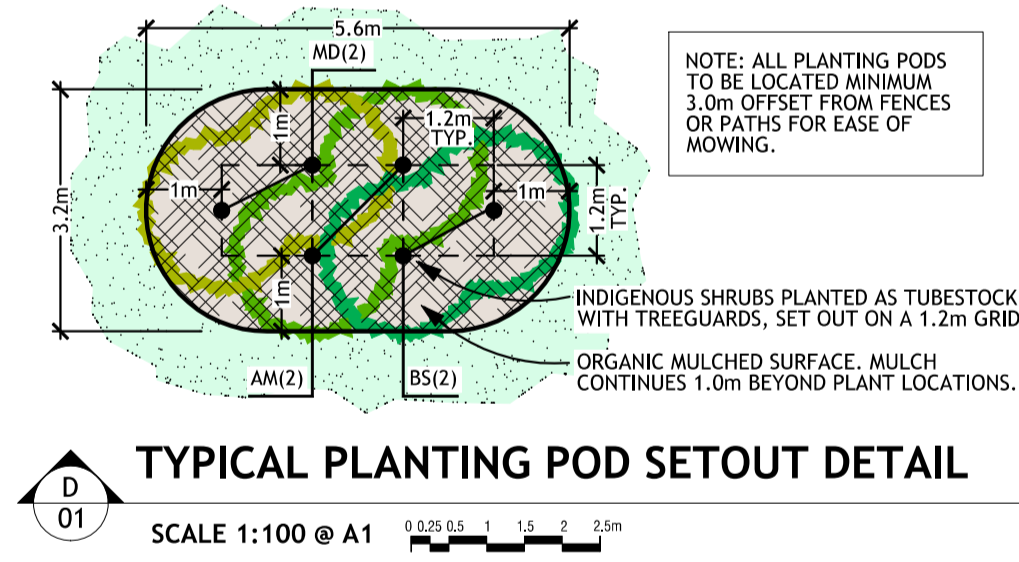 5.6m
MD(2)
NOTE: ALL PLANTING PODS
TO BE LOCATED MINIMUM
3.0m OFFSET FROM FENCES
OR PATHS FOR EASE OF
MOWING.
1m
1.2m
TYP.
1m
1m
3.2m
1.2m
TYP.
1m
INDIGENOUS SHRUBS PLANTED AS TUBESTOCK
WITH TREEGUARDS, SET OUT ON A 1.2m GRID
ORGANIC MULCHED SURFACE. MULCH
CONTINUES 1.0m BEYOND PLANT LOCATIONS.
AM(2)
BS(2)
TYPICAL PLANTING POD SETOUT DETAIL
D
01
SCALE 1:100 @ A1
0 0.25 0.5 1 1.5 2 2.5m